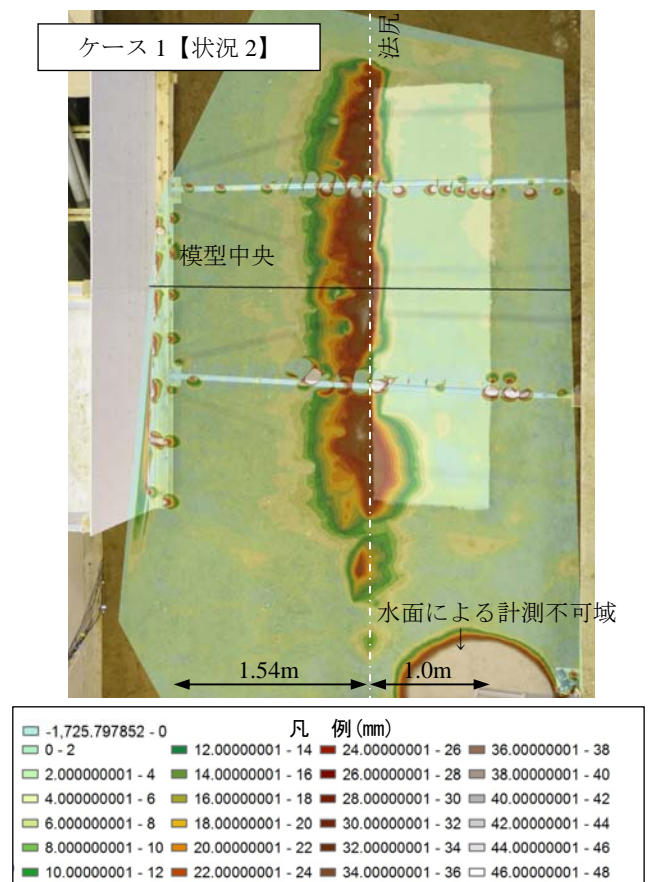 ケース 1【状況 2】
法尻
模型中央
水面による計測不可域
↓
1.54m
1.0m
凡 例(mm)
-1,725.797852 - 0
0 - 2
2.000000001 - 4
4.000000001 - 6
6.000000001 - 8
8.000000001 - 10
10.00000001 - 12
12.00000001 - 14
14.00000001 - 16
16.00000001 - 18
18.00000001 - 20
20.00000001 - 22
22.00000001 - 24
24.00000001 - 26
26.00000001 - 28
28.00000001 - 30
30.00000001 - 32
32.00000001 - 34
34.00000001 - 36
36.00000001 - 38
38.00000001 - 40
40.00000001 - 42
42.00000001 - 44
44.00000001 - 46
46.00000001 - 48